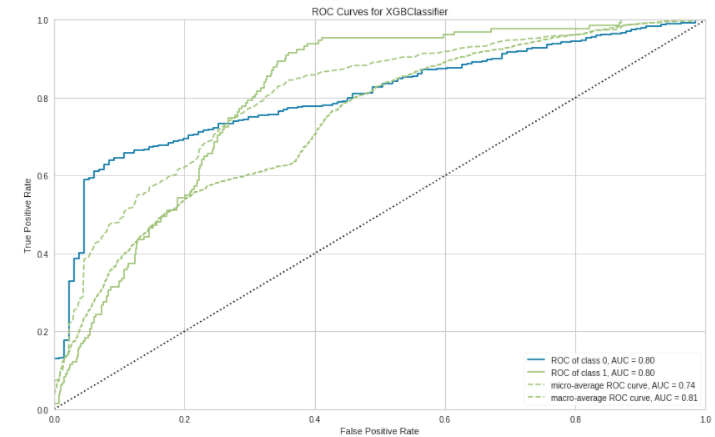 ROC Curves for XGBClassifier
True Positive Rate
1.0
0.8
0.6
0.4
0.2
0.0
0.0 0.2 0.4 0.6 0.8 1.0
False Positive Rate
ROC of class 0, AUC = 0.80
ROC of class 1, AUC = 0.80
micro-average ROC curve, AUC = 0.74
macro-average ROC curve, AUC = 0.81